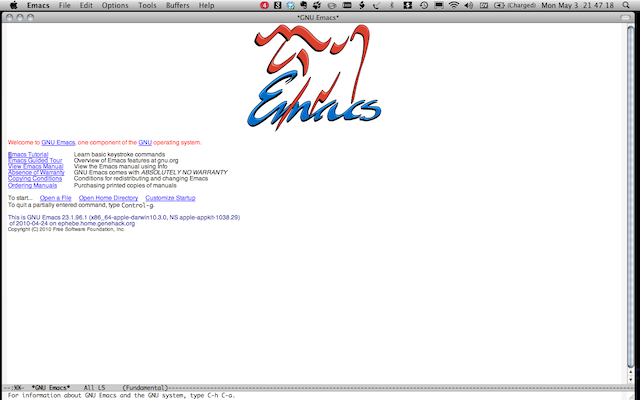 Emacs File Edit Options Tools Buffers Help 4 (Charged) Mon May 3 21 47 18
*GNU Emacs*
Emacs
Welcome to GNU Emacs, one component of the GNU operating system.
Emacs Tutorial Learn basic keystroke commands
Emacs Guided Tour Overview of Emacs features at gnu.org
View Emacs Manual View the Emacs manual using Info
Absence of Warranty GNU Emacs comes with ABSOLUTELY NO WARRANTY
Copying Conditions Conditions for redistributing and changing Emacs
Ordering Manuals Purchasing printed copies of manuals
To start... Open a File Open Home Directory Customize Startup
To quit a partially entered command, type Control-g.
This is GNU Emacs 23.1.96.1 (x86_64-apple-darwin10.3.0, NS apple-appkit-1038.29)
of 2010-04-24 on ephebe.home.genehack.org
Copyright (C) 2010 Free Software Foundation, Inc.
*GNU Emacs* All L5 (Fundamental)
For information about GNU Emacs and the GNU system, type C-h C-a.